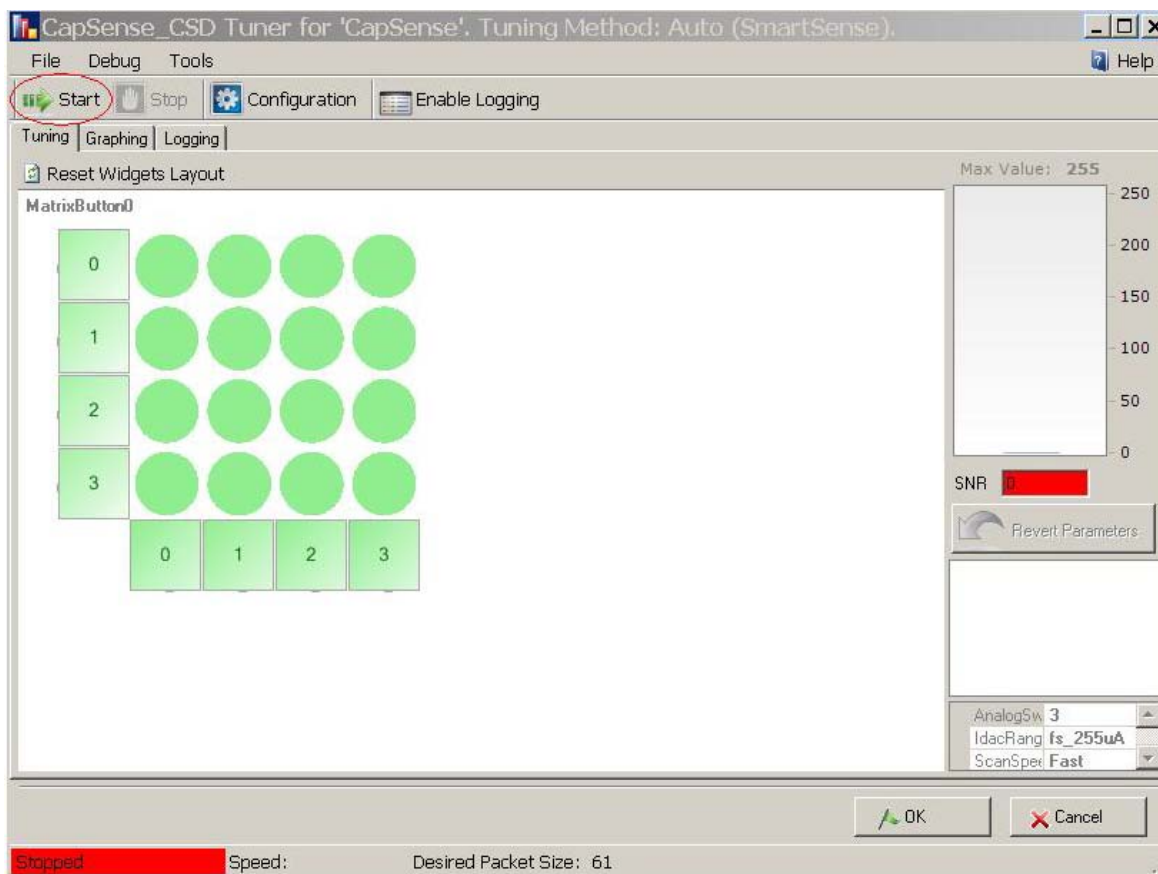 CapSense_CSD Tuner for 'CapSense'. Tuning Method: Auto (SmartSense).
File Debug Tools Help
Start Stop Configuration Enable Logging
Tuning Graphing Logging
Reset Widgets Layout
Max Value: 255
MatrixButton0
250
200
150
100
50
0
0
1
2
3
0 1 2 3
SNR 0
Revert Parameters
AnalogSw 3
IdacRang fs_255uA
ScanSpee Fast
OK Cancel
Stopped Speed: Desired Packet Size: 61